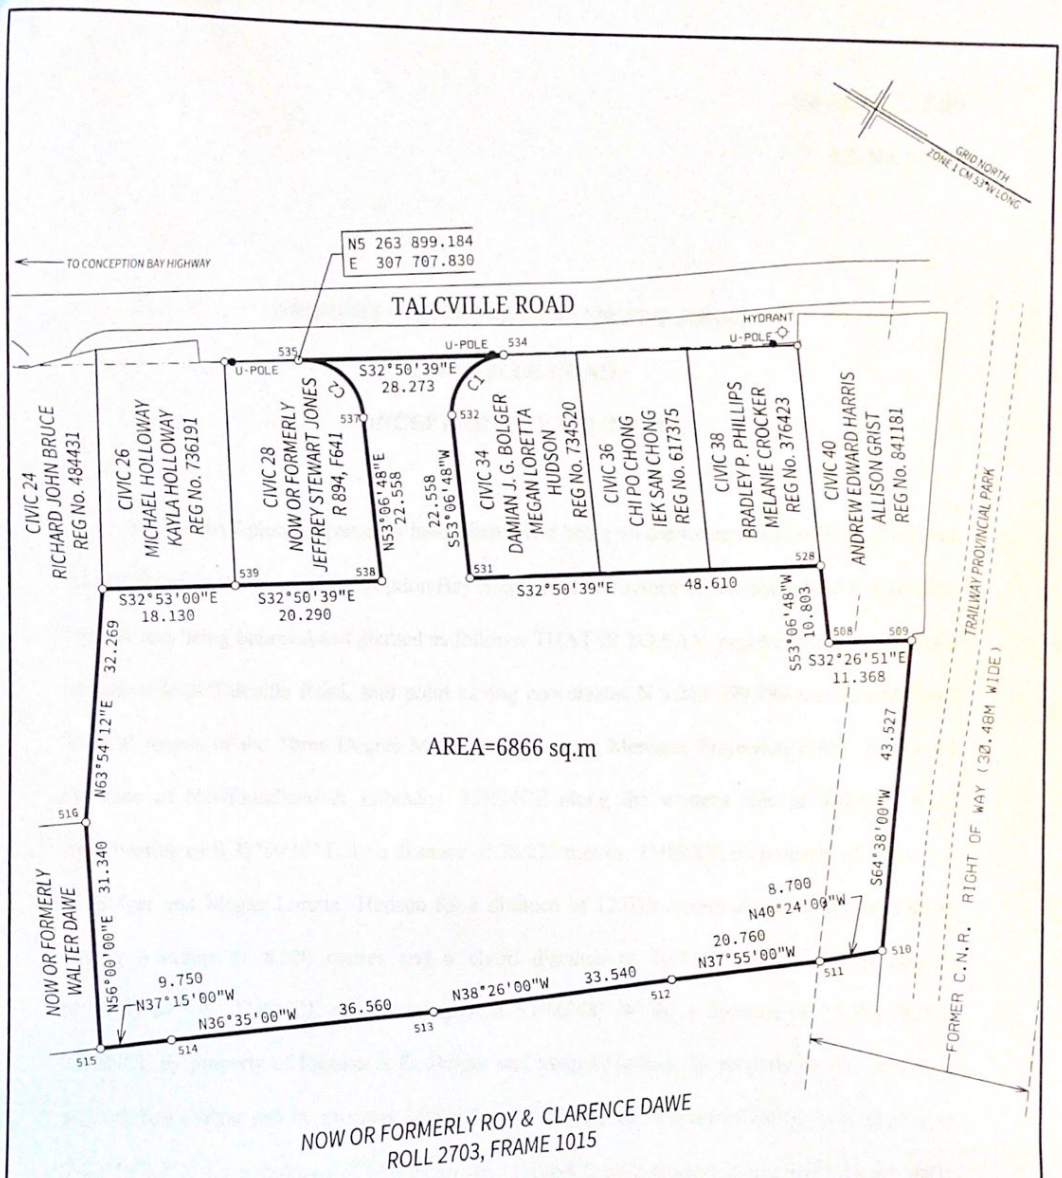 GRID NORTH
ZONE 1 CM 53°W LONG
N5 263 899.184
E 307 707.830
TO CONCEPTION BAY HIGHWAY
TALCVILLE ROAD
HYDRANT
U-POLE
535
U-POLE
534
U-POLE
S32°50'39"E
28.273
C2
C1
537
532
CIVIC 24
RICHARD JOHN BRUCE
REG No. 484431
CIVIC 26
MICHAEL HOLLOWAY
KAYLA HOLLOWAY
REG No. 736191
CIVIC 28
NOW OR FORMERLY
JEFFREY STEWART JONES
R 894, F641
N53°06'48"E
22.558
22.558
S53°06'48"W
CIVIC 34
DAMIAN J. G. BOLGER
MEGAN LORETTA
HUDSON
REG No. 734520
CIVIC 36
CHI PO CHONG
IEK SAN CHONG
REG No. 617375
CIVIC 38
BRADLEY P. PHILLIPS
MELANIE CROCKER
REG No. 376423
CIVIC 40
ANDREW EDWARD HARRIS
ALLISON GRIST
REG No. 841181
TRAILWAY PROVINCIAL PARK
539
538
531
528
S32°53'00"E
18.130
S32°50'39"E
20.290
S32°50'39"E
48.610
S53°06'48"W
10.803
508
509
S32°26'51"E
11.368
N63°54'12"E 32.269
AREA=6866 sq.m
S64°38'00"W 43.527
FORMER C.N.R. RIGHT OF WAY (30.48M WIDE)
516
NOW OR FORMERLY
WALTER DAWE
N56°00'00"E 31.340
8.700
N40°24'00"W
510
20.760
N37°55'00"W
511
9.750
N37°15'00"W
N36°35'00"W 36.560
N38°26'00"W 33.540
512
513
514
515
NOW OR FORMERLY ROY & CLARENCE DAWE
ROLL 2703, FRAME 1015